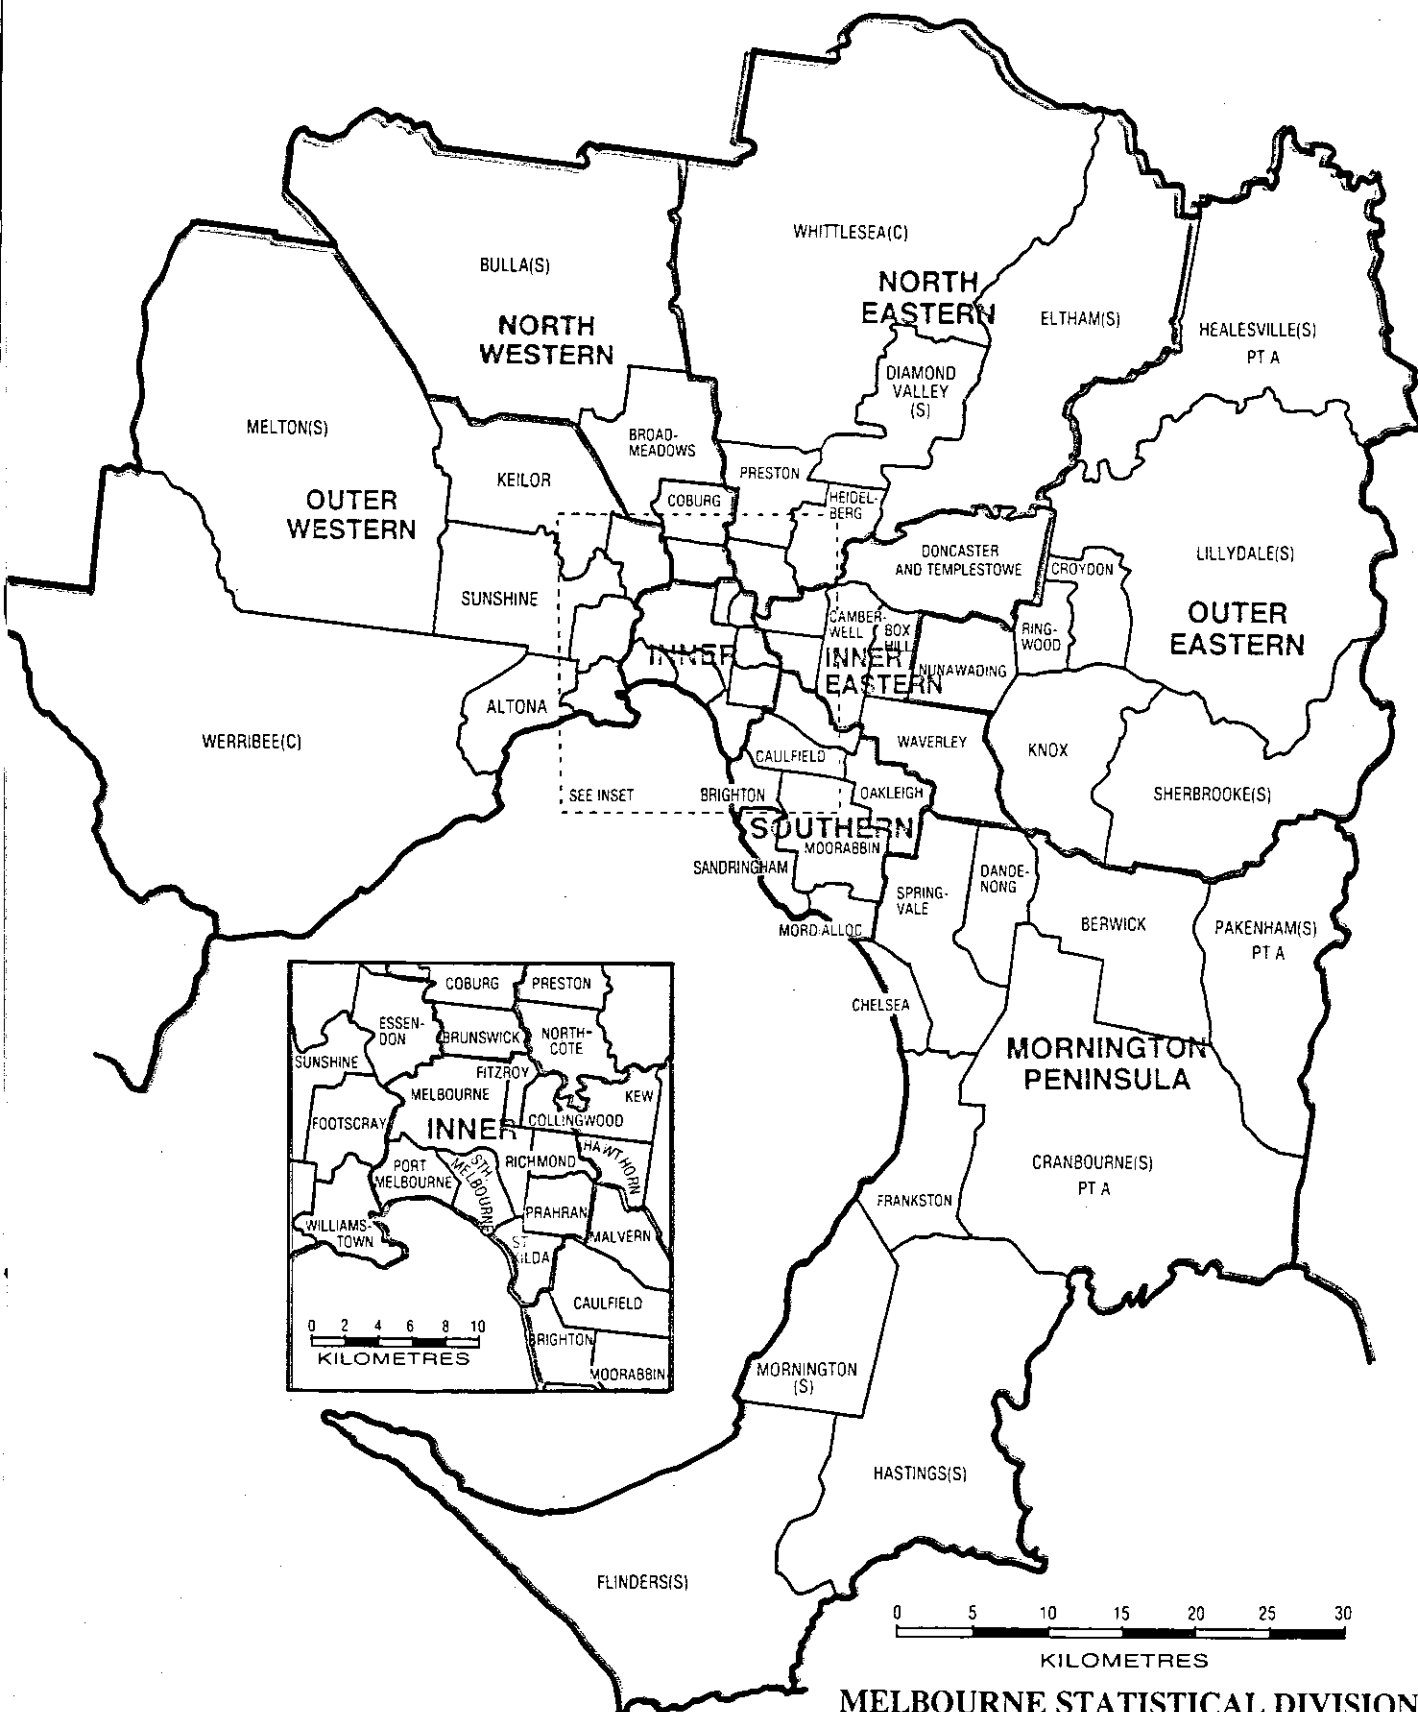 WHITTLESEA(C)
BULLA(S)
NORTH
EASTERN
ELTHAM(S)
NORTH
WESTERN
HEALESVILLE(S)
PT A
DIAMOND
VALLEY
(S)
MELTON(S)
BROAD-
MEADOWS
KEILOR
PRESTON
OUTER
WESTERN
COBURG
HEIDEL-
BERG
DONCASTER
AND TEMPLESTOWE
CROYDON
LILLYDALE(S)
SUNSHINE
OUTER
EASTERN
CAMBER-
WELL
BOX
HILL
RING-
WOOD
INNER
INNER
EASTERN
NUNAWADING
ALTONA
WERRIBEE(C)
WAVERLEY
KNOX
CAULFIELD
SEE INSET
BRIGHTON
OAKLEIGH
SHERBROOKE(S)
SOUTHERN
MOORABBIN
SANDRINGHAM
SPRING-
VALE
DANDE-
NONG
BERWICK
PAKENHAM(S)
PT A
MORDIALLOC
CHELSEA
MORNINGTON
PENINSULA
CRANBOURNE(S)
PT A
FRANKSTON
COBURG
PRESTON
ESSEN-
DON
BRUNSWICK
NORTH-
COTE
SUNSHINE
FITZROY
MELBOURNE
KEW
FOOTSCRAY
INNER
COLLINGWOOD
PORT
MELBOURNE
STH.
MELBOURNE
RICHMOND
HAWTHORN
PRAHRAN
WILLIAMS-
TOWN
ST
KILDA
MALVERN
CAULFIELD
BRIGHTON
MOORABBIN
0 2 4 6 8 10
KILOMETRES
MORNINGTON
(S)
HASTINGS(S)
FLINDERS(S)
0 5 10 15 20 25 30
KILOMETRES
MELBOURNE STATISTICAL DIVISION